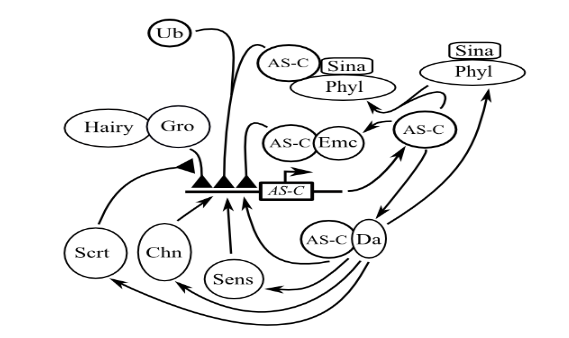 Ub
AS-C
Sina
Phyl
Sina
Phyl
Hairy
Gro
AS-C
Emc
AS-C
AS-C
AS-C
Da
Scrt
Chn
Sens